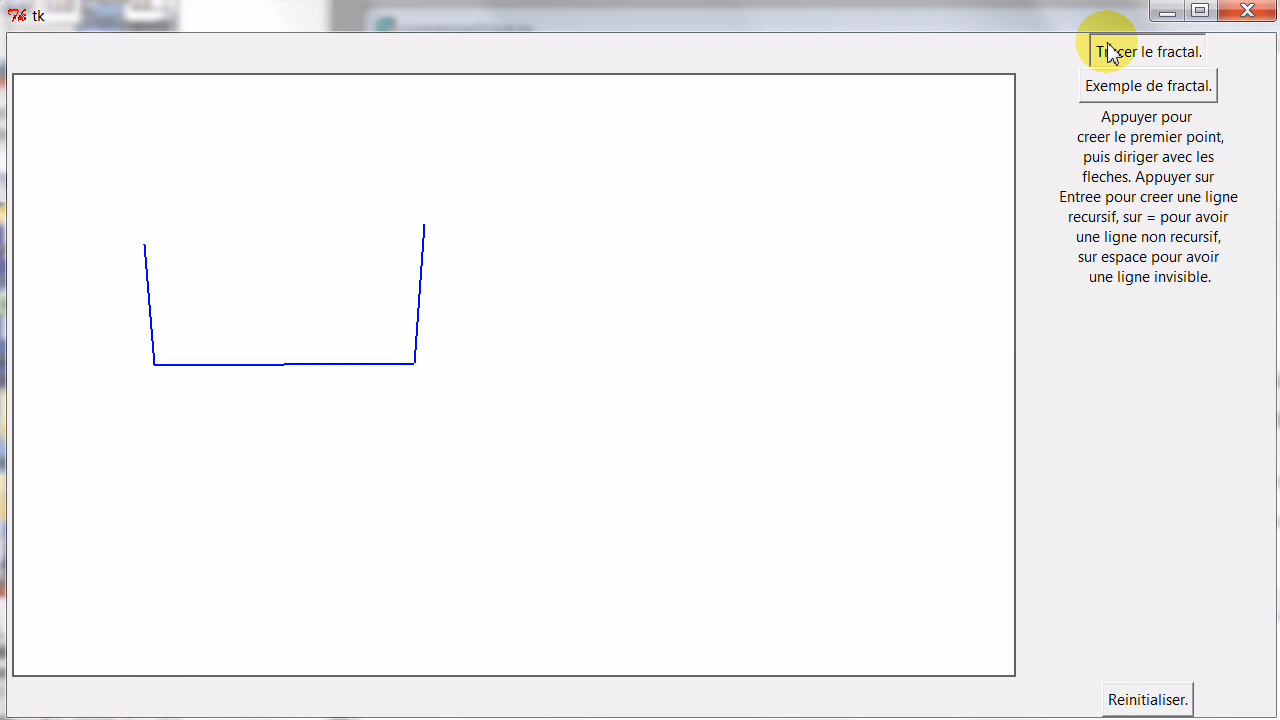 tk
Tracer le fractal.
Exemple de fractal.
Appuyer pour
creer le premier point,
puis diriger avec les
fleches. Appuyer sur
Entree pour creer une ligne
recursif, sur = pour avoir
une ligne non recursif,
sur espace pour avoir
une ligne invisible.
Reinitialiser.